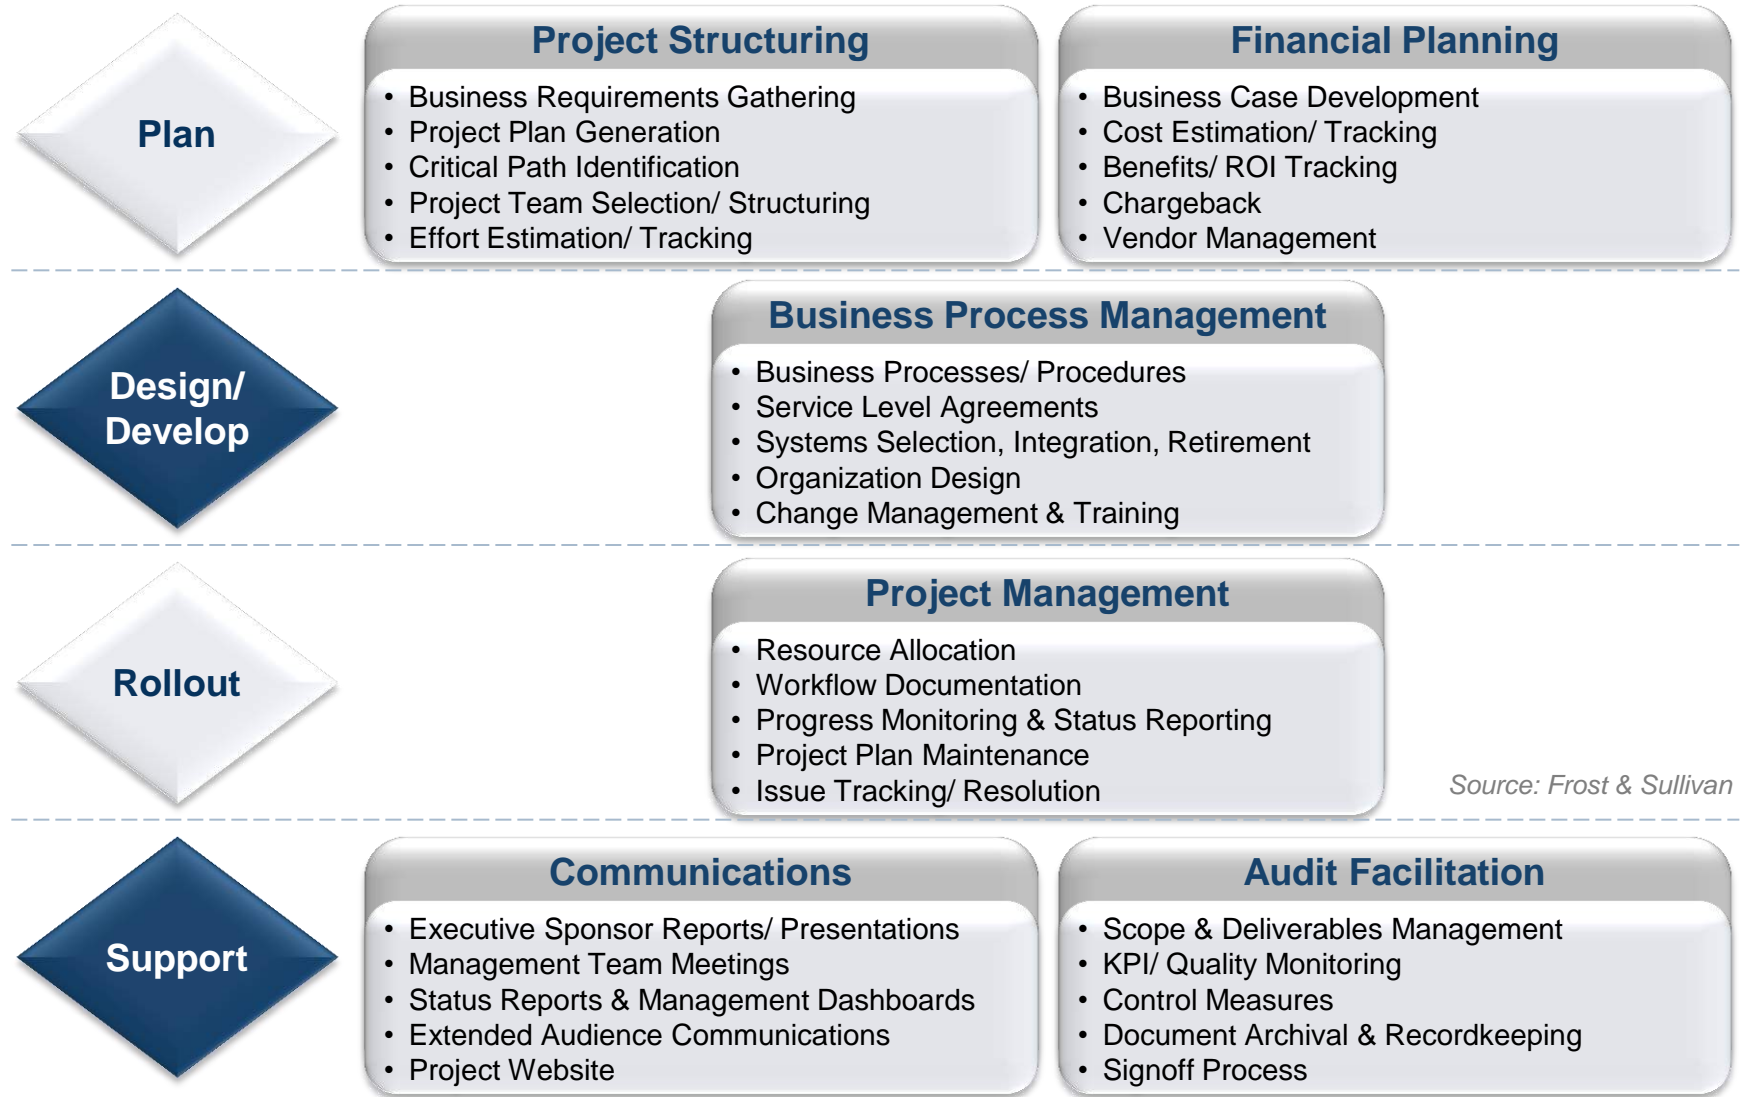 Plan
Project Structuring
• Business Requirements Gathering
• Project Plan Generation
• Critical Path Identification
• Project Team Selection/ Structuring
• Effort Estimation/ Tracking
Financial Planning
• Business Case Development
• Cost Estimation/ Tracking
• Benefits/ ROI Tracking
• Chargeback
• Vendor Management
Design/
Develop
Business Process Management
• Business Processes/ Procedures
• Service Level Agreements
• Systems Selection, Integration, Retirement
• Organization Design
• Change Management & Training
Rollout
Project Management
• Resource Allocation
• Workflow Documentation
• Progress Monitoring & Status Reporting
• Project Plan Maintenance
• Issue Tracking/ Resolution
Source: Frost & Sullivan
Support
Communications
• Executive Sponsor Reports/ Presentations
• Management Team Meetings
• Status Reports & Management Dashboards
• Extended Audience Communications
• Project Website
Audit Facilitation
• Scope & Deliverables Management
• KPI/ Quality Monitoring
• Control Measures
• Document Archival & Recordkeeping
• Signoff Process